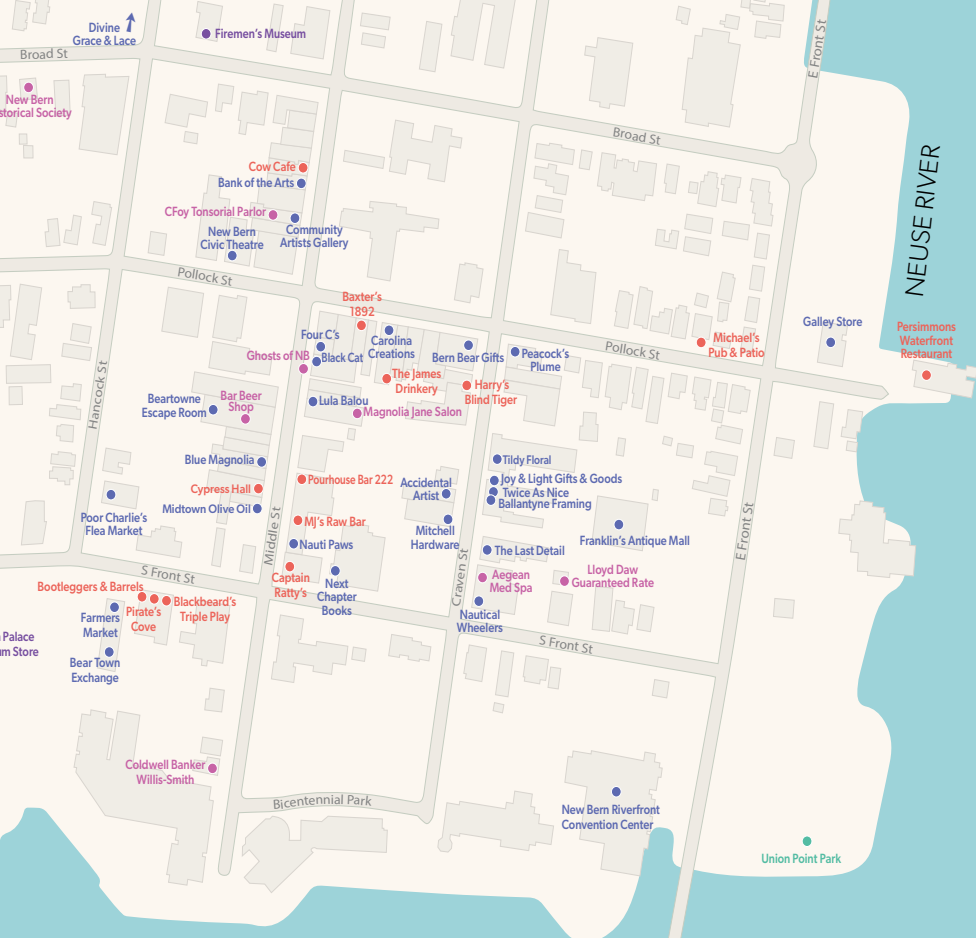 Divine
Grace & Lace
Firemen's Museum
E Front St
Broad St
New Bern
storical Society
Broad St
NEUSE RIVER
Cow Cafe
Bank of the Arts
CFoy Tonsorial Parlor
New Bern
Civic Theatre
Community
Artists Gallery
Pollock St
Baxter's
1892
Four C's
Carolina
Creations
Ghosts of NB
Black Cat
Bern Bear Gifts
Peacock's
Plume
Pollock St
Michael's
Pub & Patio
Galley Store
Persimmons
Waterfront
Restaurant
Hancock St
The James
Drinkery
Harry's
Blind Tiger
Beartowne
Escape Room
Bar Beer
Shop
Lula Balou
Magnolia Jane Salon
Blue Magnolia
Tildy Floral
Cypress Hall
Pourhouse Bar 222
Accidental
Artist
Joy & Light Gifts & Goods
Twice As Nice
Ballantyne Framing
Midtown Olive Oil
Poor Charlie's
Flea Market
MJ's Raw Bar
Mitchell
Hardware
Franklin's Antique Mall
E Front St
Middle St
Nauti Paws
The Last Detail
Craven St
S Front St
Captain
Ratty's
Next
Chapter
Books
Aegean
Med Spa
Lloyd Daw
Guaranteed Rate
Bootleggers & Barrels
Pirate's
Cove
Blackbeard's
Triple Play
Farmers
Market
Nautical
Wheelers
S Front St
Palace
m Store
Bear Town
Exchange
Coldwell Banker
Willis-Smith
Bicentennial Park
New Bern Riverfront
Convention Center
Union Point Park